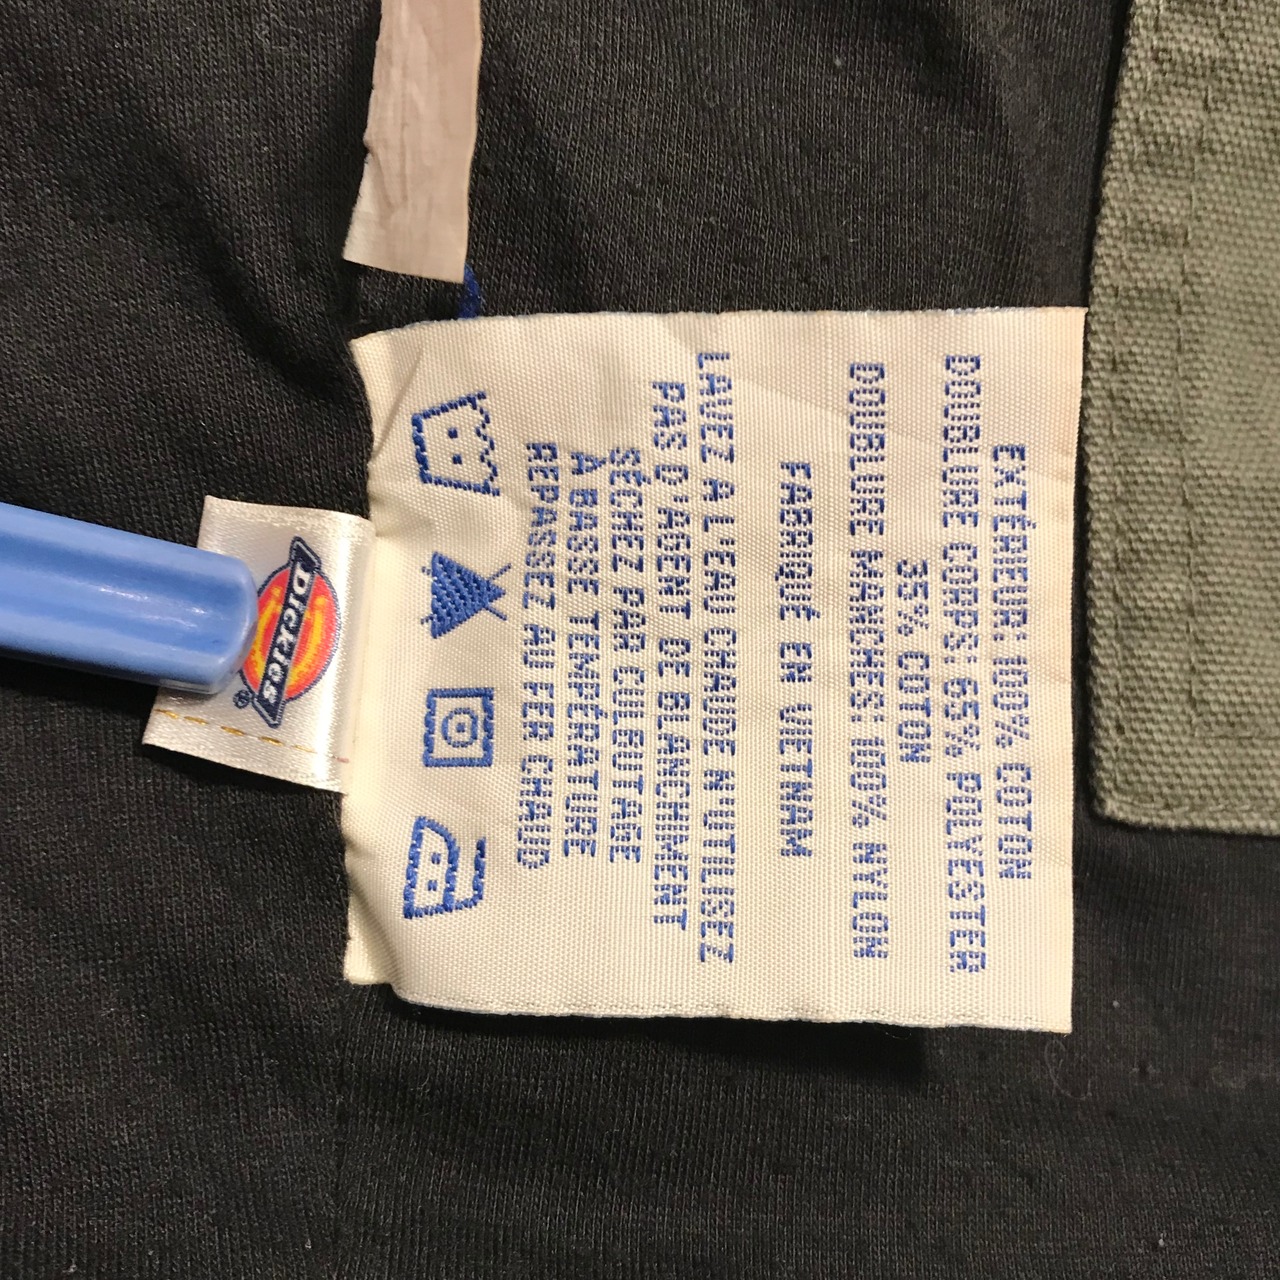 EXTÉRIEUR: 100% COTON
DOUBLURE CORPS: 65% POLYESTER
35% COTON
DOUBLURE MANCHES: 100% NYLON
FABRIQUÉ EN VIETNAM
LAVEZ A L'EAU CHAUDE N'UTILISEZ
PAS D'AGENT DE BLANCHIMENT
SÉCHEZ PAR CULBUTAGE
À BASSE TEMPÉRATURE
REPASSEZ AU FER CHAUD
DICKIES®